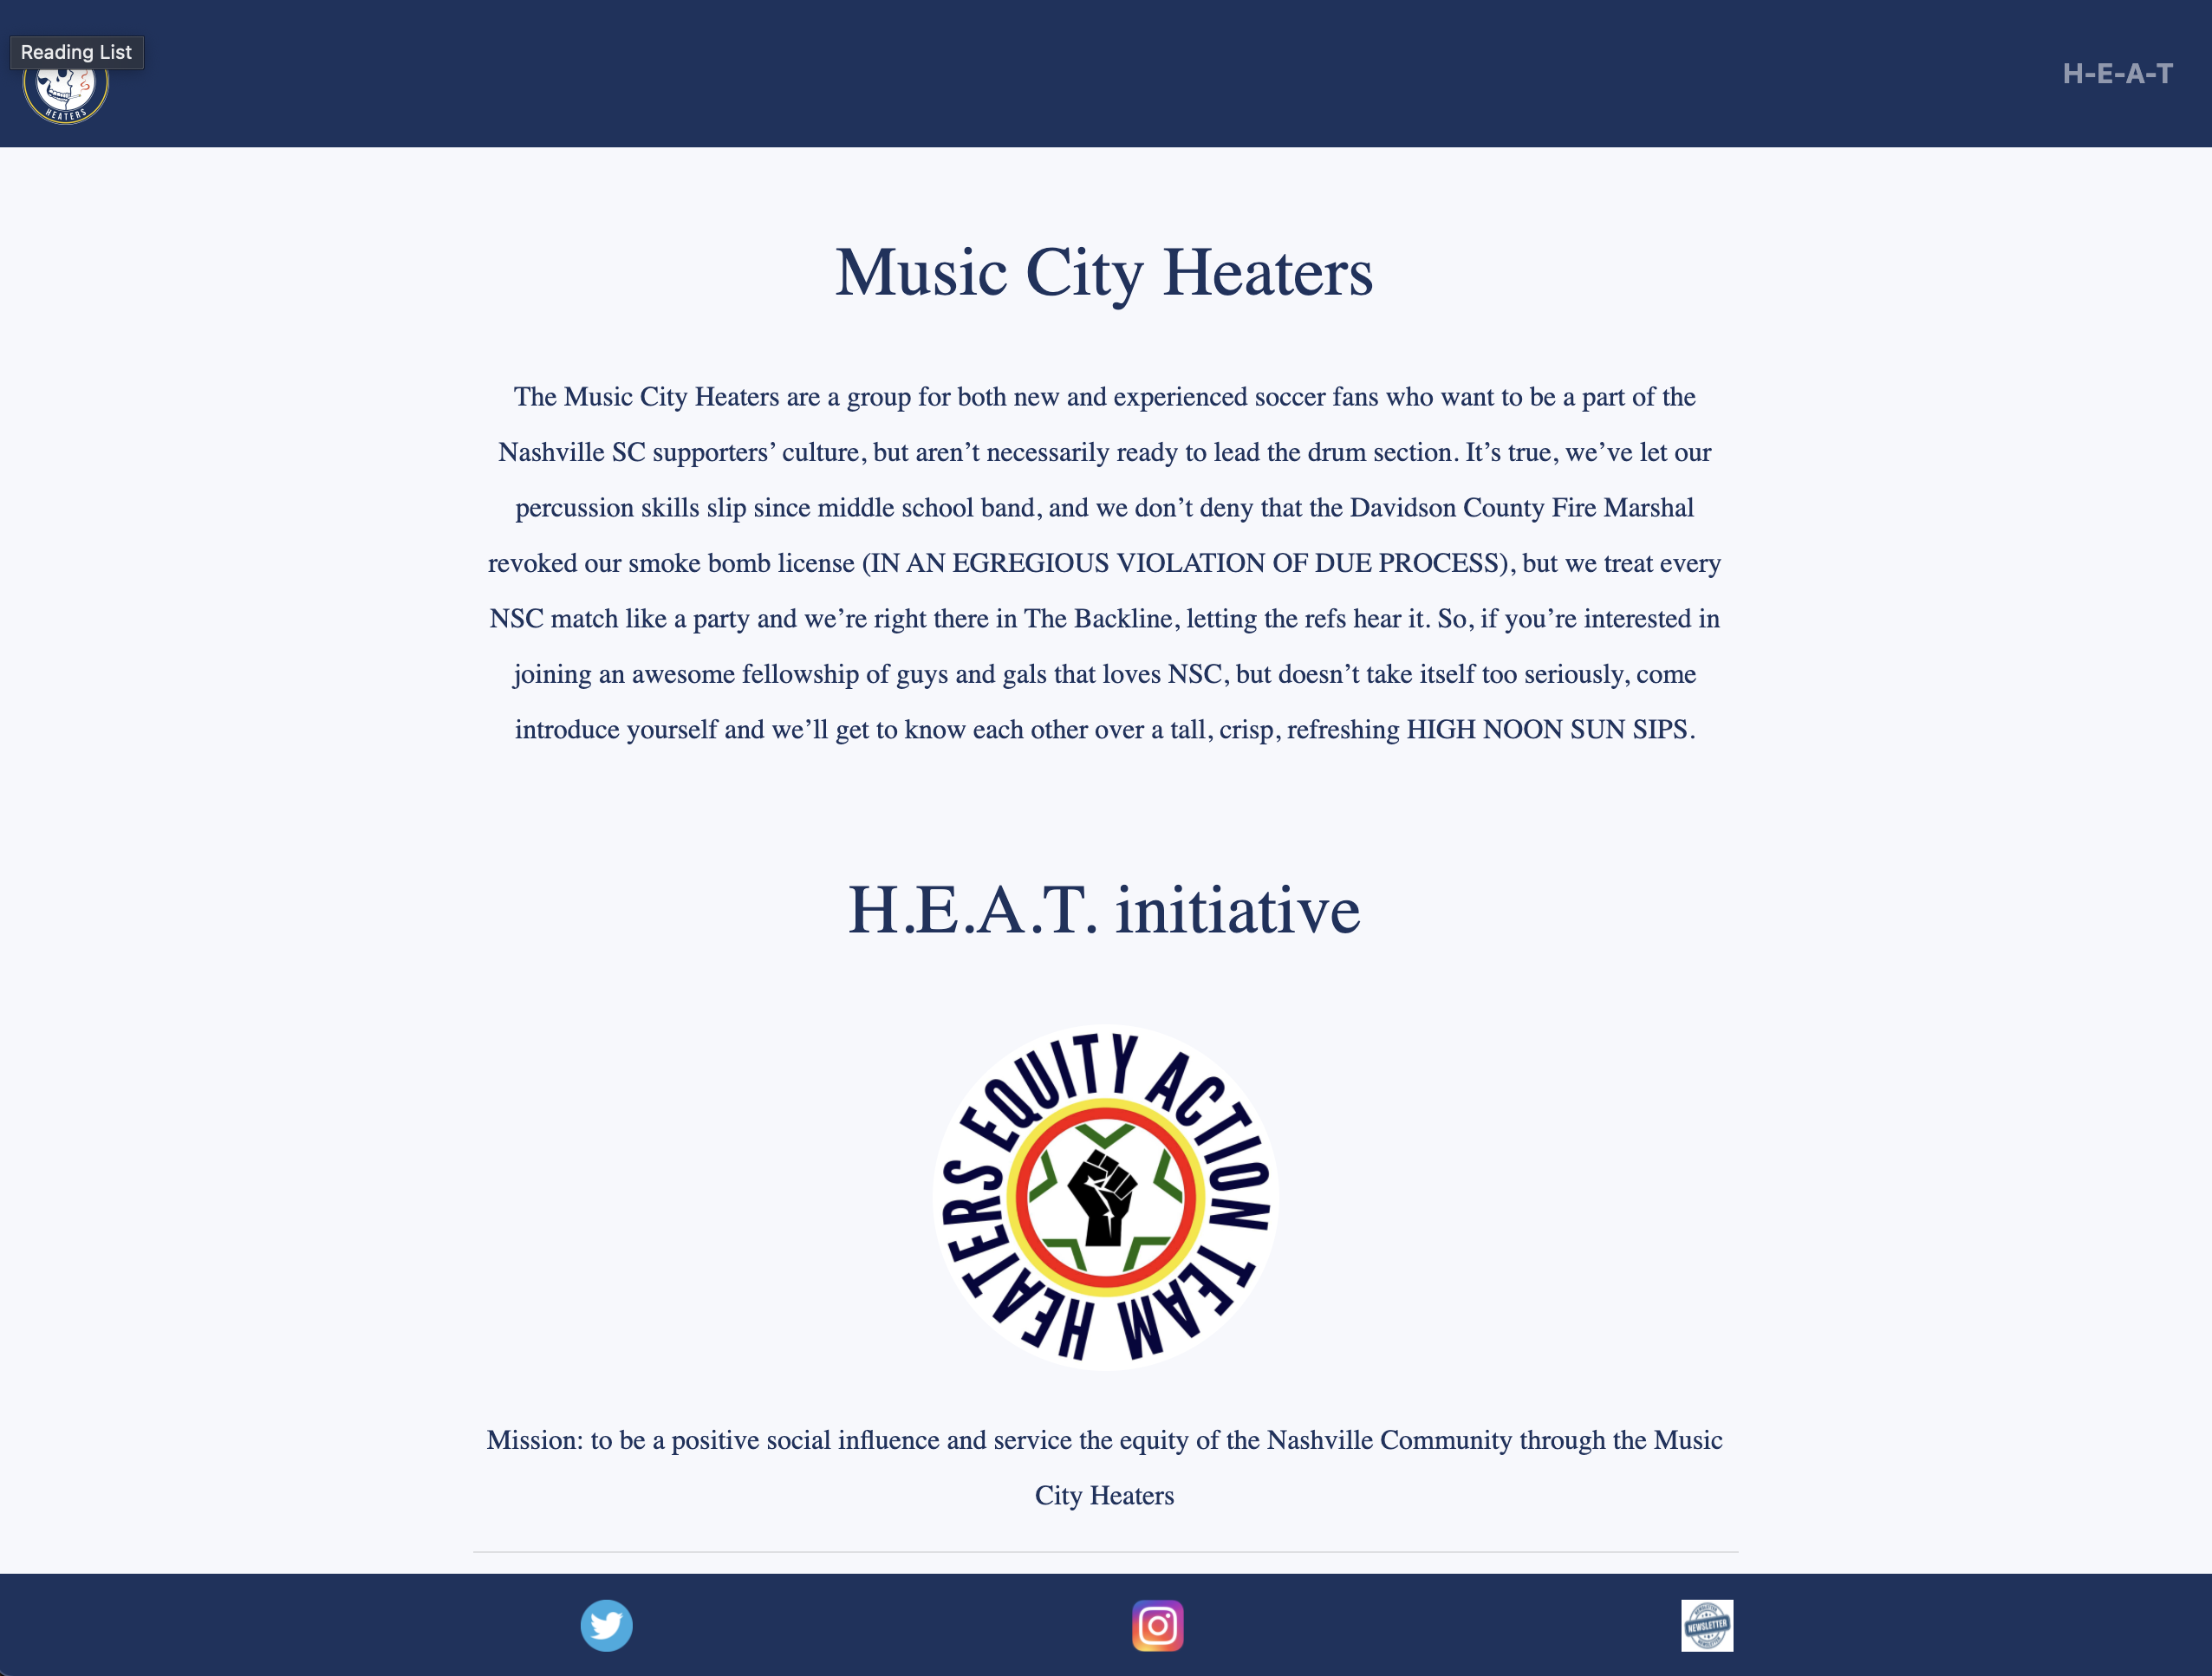 Reading List
HEATERS
H-E-A-T
Music City Heaters
The Music City Heaters are a group for both new and experienced soccer fans who want to be a part of the
Nashville SC supporters’ culture, but aren’t necessarily ready to lead the drum section. It’s true, we’ve let our
percussion skills slip since middle school band, and we don’t deny that the Davidson County Fire Marshal
revoked our smoke bomb license (IN AN EGREGIOUS VIOLATION OF DUE PROCESS), but we treat every
NSC match like a party and we’re right there in The Backline, letting the refs hear it. So, if you’re interested in
joining an awesome fellowship of guys and gals that loves NSC, but doesn’t take itself too seriously, come
introduce yourself and we’ll get to know each other over a tall, crisp, refreshing HIGH NOON SUN SIPS.
H.E.A.T. initiative
HEATERS EQUITY ACTION TEAM
Mission: to be a positive social influence and service the equity of the Nashville Community through the Music
City Heaters
NEWSLETTER
NEWSLETTER
NEWSLETTER